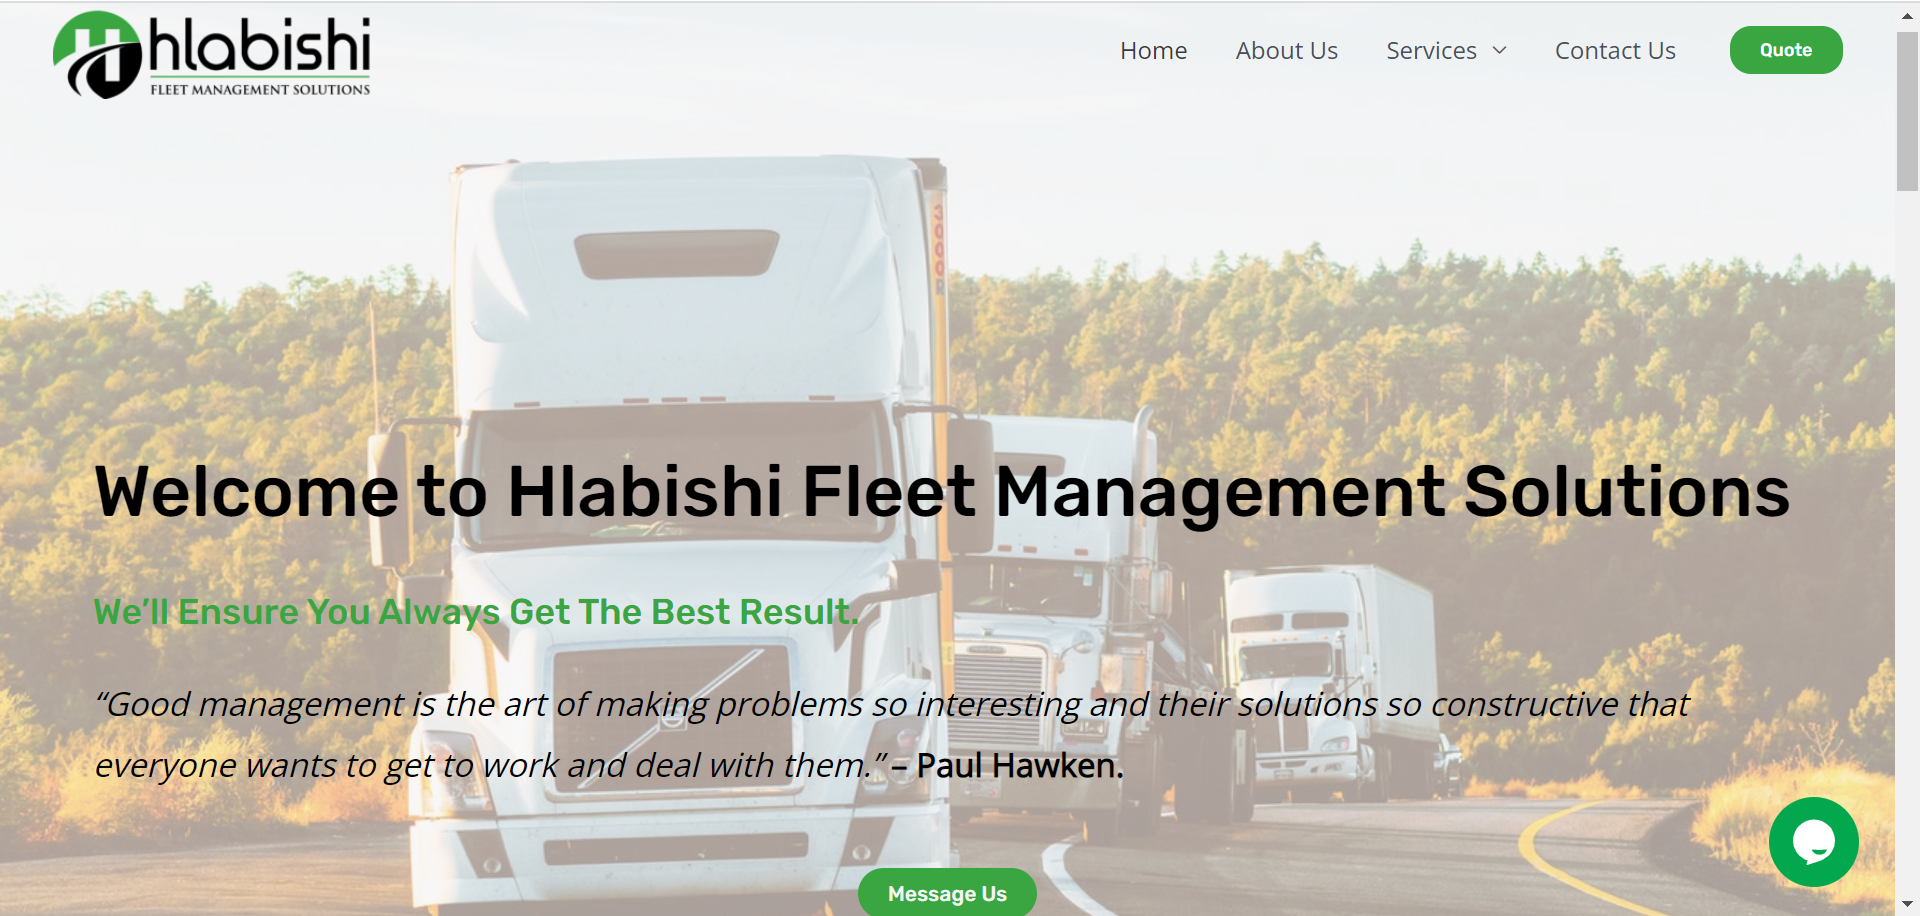 hlabishi
FLEET MANAGEMENT SOLUTIONS
Home About Us Services Contact Us Quote
Welcome to Hlabishi Fleet Management Solutions
We’ll Ensure You Always Get The Best Result.
“Good management is the art of making problems so interesting and their solutions so constructive that
everyone wants to get to work and deal with them.” – Paul Hawken.
Message Us